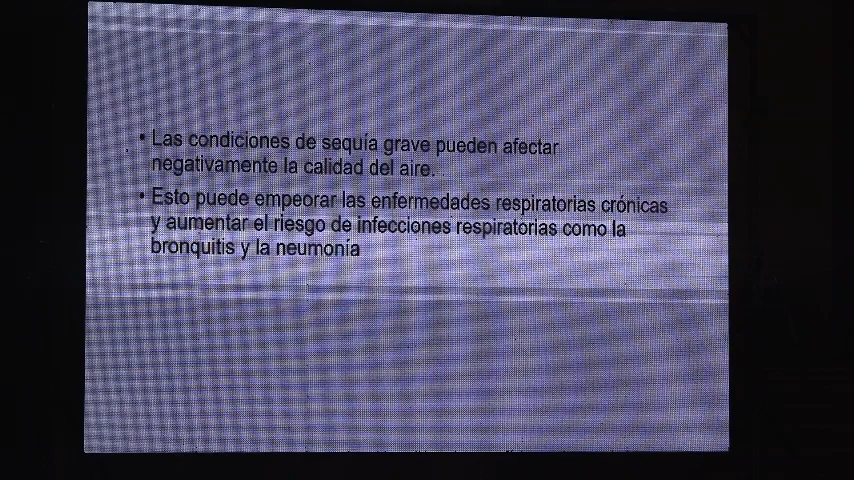 • Las condiciones de sequía grave pueden afectar
negativamente la calidad del aire.
• Esto puede empeorar las enfermedades respiratorias crónicas
y aumentar el riesgo de infecciones respiratorias como la
bronquitis y la neumonía